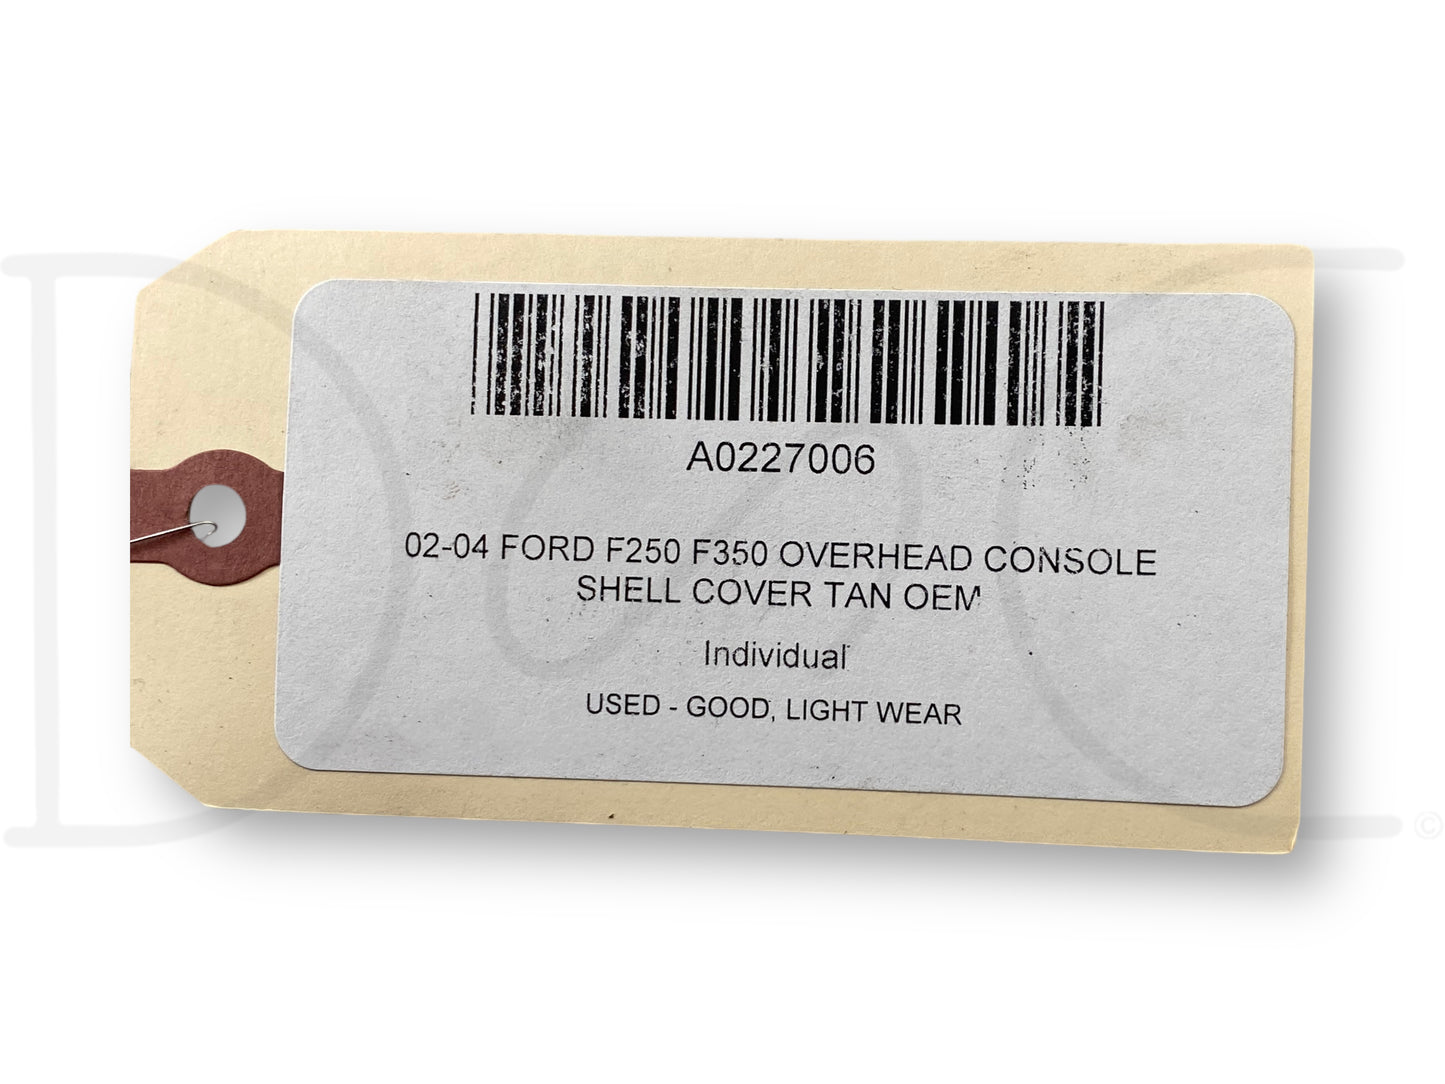 A0227006
02-04 FORD F250 F350 OVERHEAD CONSOLE
SHELL COVER TAN OEM
Individual
USED - GOOD, LIGHT WEAR
©